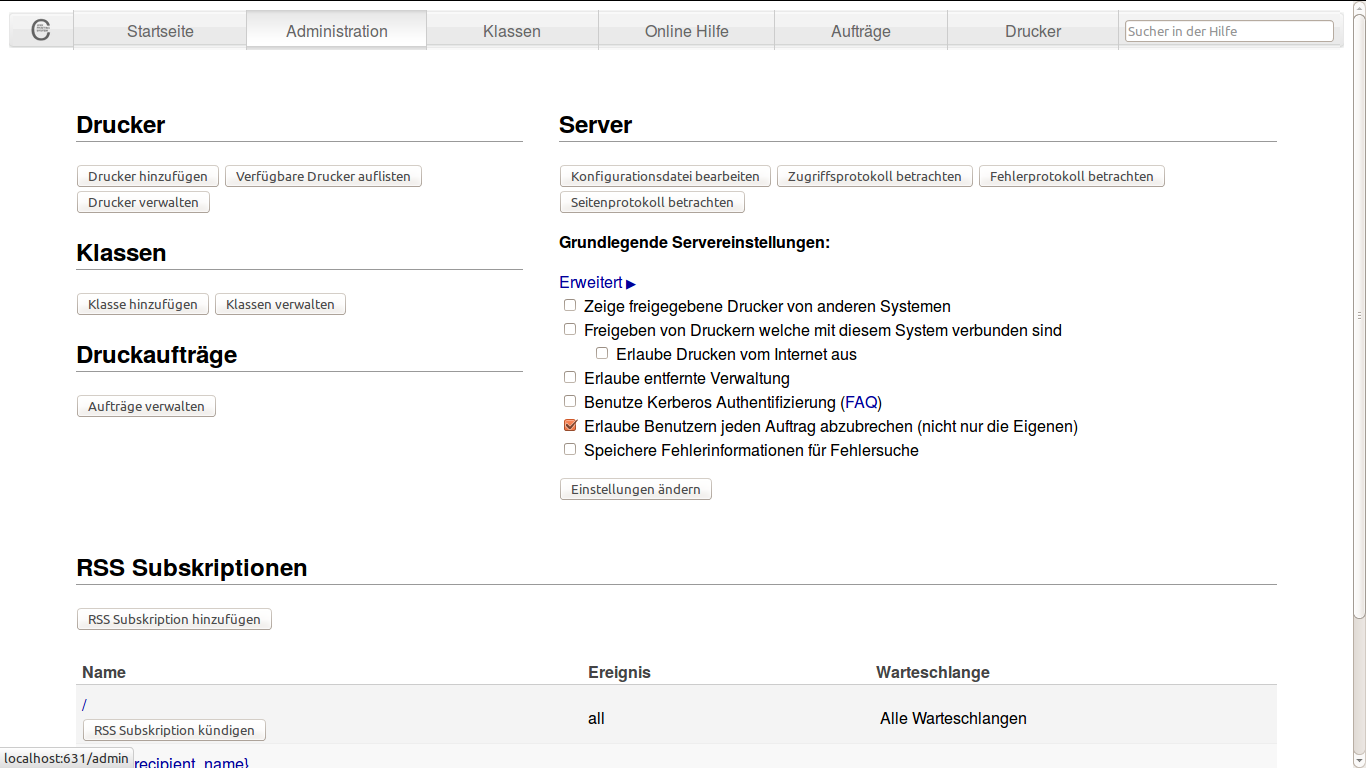 Startseite Administration Klassen Online Hilfe Aufträge Drucker Sucher in der Hilfe
Drucker
Drucker hinzufügen Verfügbare Drucker auflisten
Drucker verwalten
Klassen
Klasse hinzufügen Klassen verwalten
Druckaufträge
Aufträge verwalten
Server
Konfigurationsdatei bearbeiten Zugriffsprotokoll betrachten Fehlerprotokoll betrachten
Seitenprotokoll betrachten
Grundlegende Servereinstellungen:
Erweitert ▶
Zeige freigegebene Drucker von anderen Systemen
Freigeben von Druckern welche mit diesem System verbunden sind
Erlaube Drucken vom Internet aus
Erlaube entfernte Verwaltung
Benutze Kerberos Authentifizierung (FAQ)
Erlaube Benutzern jeden Auftrag abzubrechen (nicht nur die Eigenen)
Speichere Fehlerinformationen für Fehlersuche
Einstellungen ändern
RSS Subskriptionen
RSS Subskription hinzufügen
Name Ereignis Warteschlange
/
RSS Subskription kündigen
all
Alle Warteschlangen
recipient_name}
localhost:631/admin